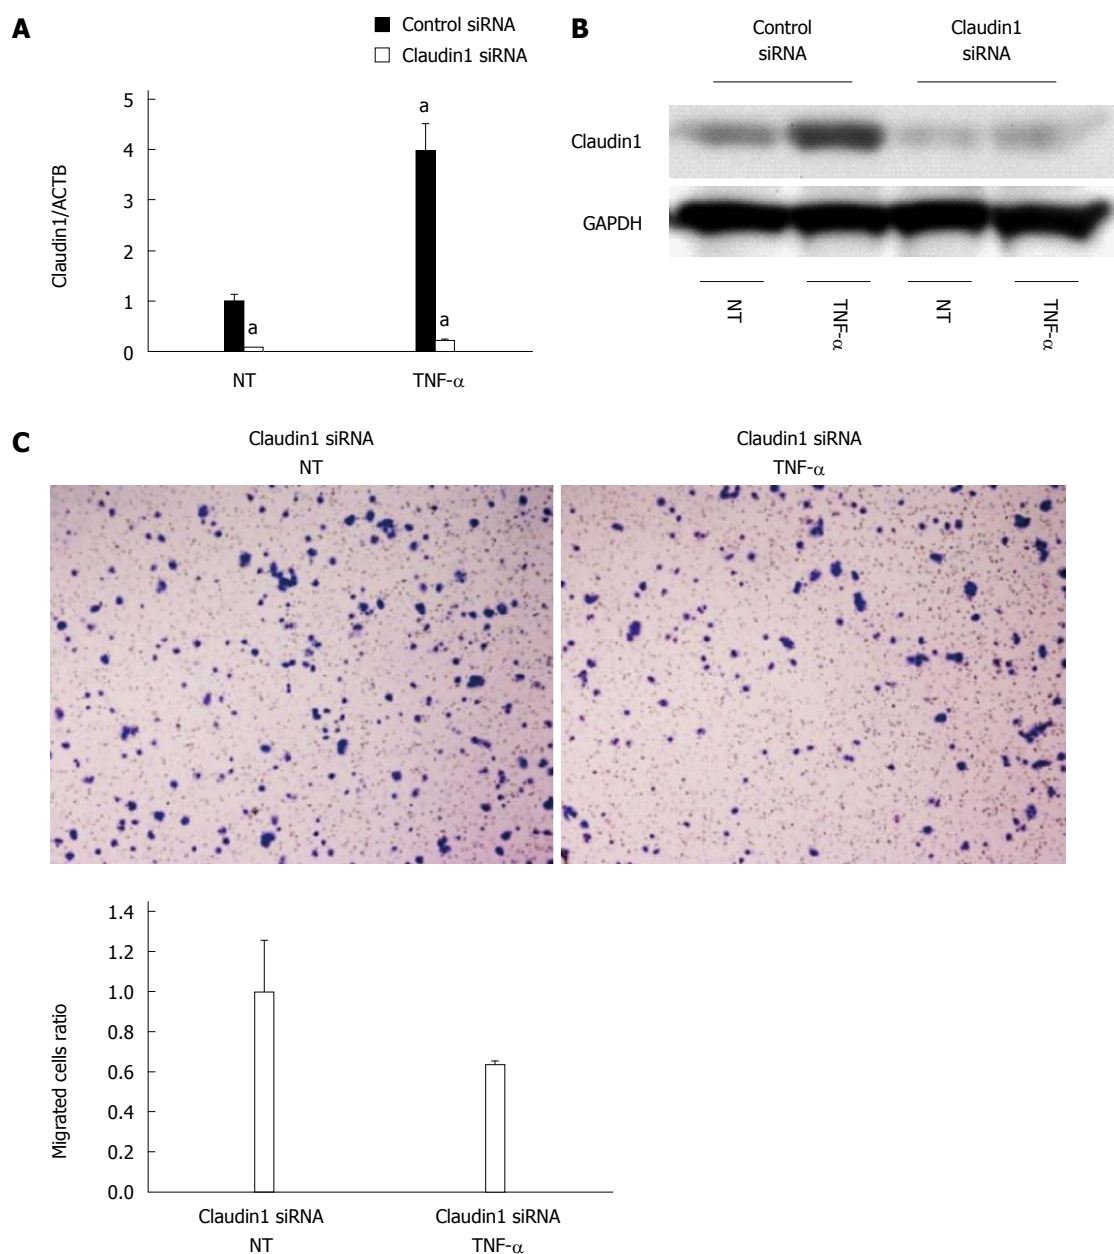 A
Control siRNA
Claudin1 siRNA
5
4
3
2
1
0
Claudin1/ACTB
a
a
a
NT
TNF-α
B
Control
siRNA
Claudin1
siRNA
Claudin1
GAPDH
NT
TNF-α
NT
TNF-α
C
Claudin1 siRNA
NT
Claudin1 siRNA
TNF-α
1.4
1.2
1.0
0.8
0.6
0.4
0.2
0.0
Migrated cells ratio
Claudin1 siRNA
NT
Claudin1 siRNA
TNF-α